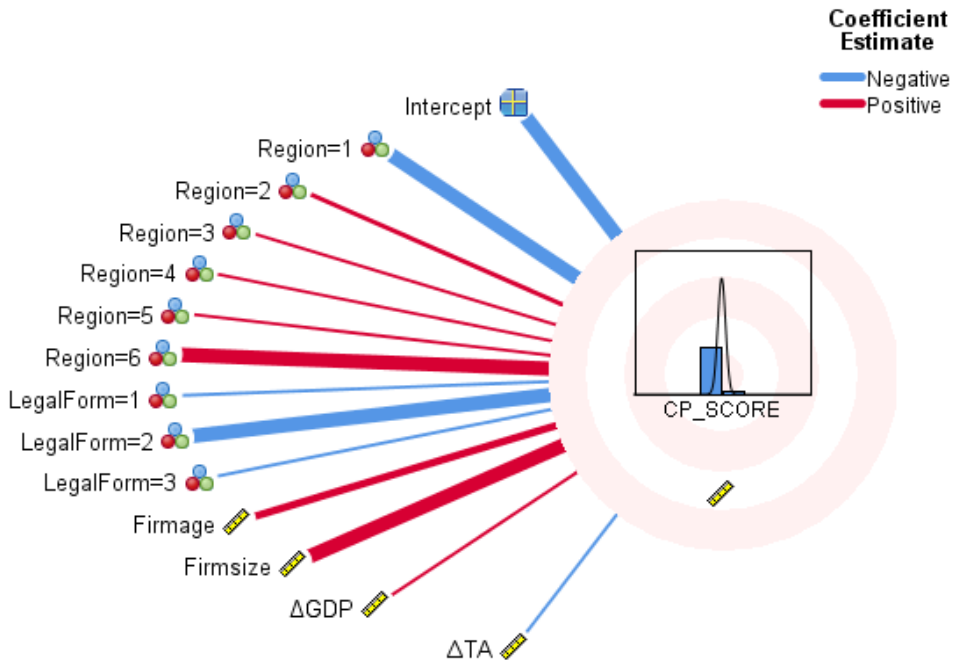 Coefficient
Estimate
Negative
Positive
Intercept
Region=1
Region=2
Region=3
Region=4
Region=5
Region=6
LegalForm=1
LegalForm=2
LegalForm=3
Firmage
Firmsize
ΔGDP
ΔTA
CP_SCORE